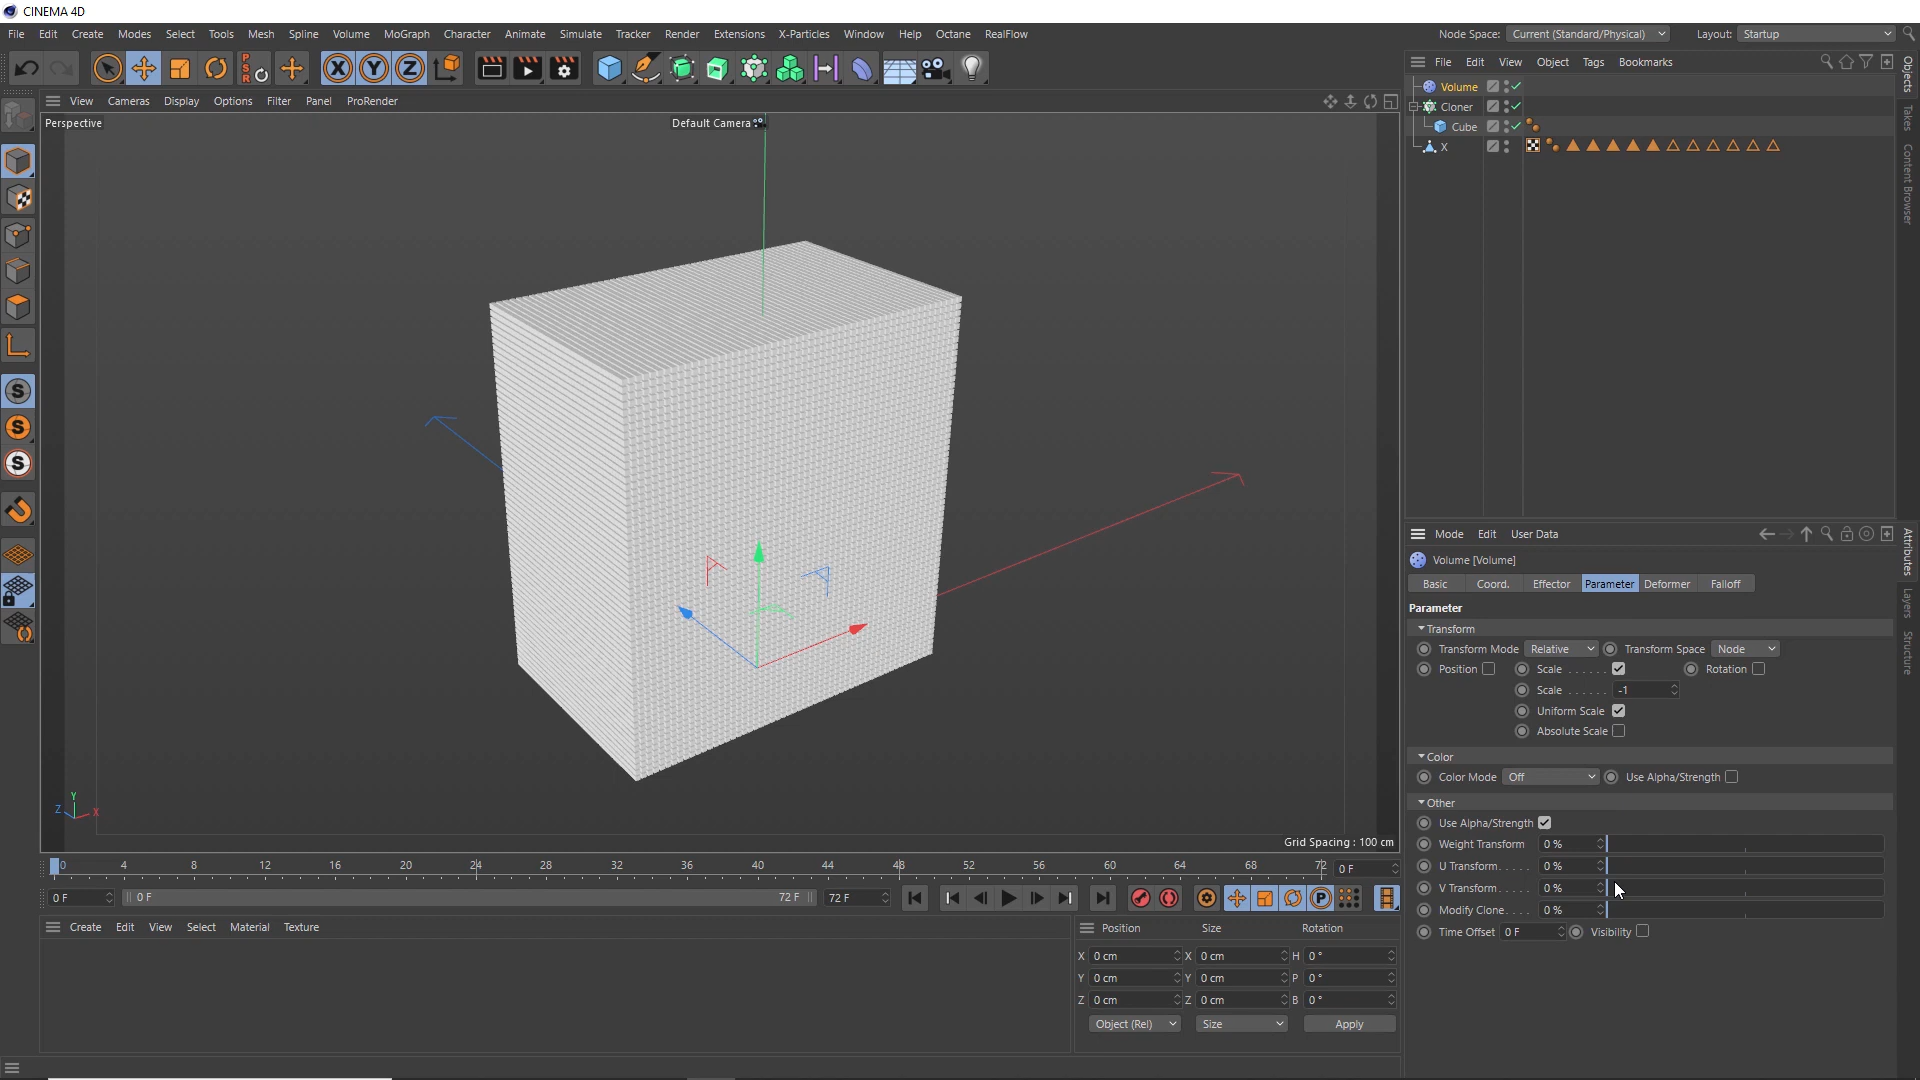 CINEMA 4D
File Edit Create Modes Select Tools Mesh Spline Volume MoGraph Character Animate Simulate Tracker Render Extensions X-Particles Window Help Octane RealFlow
Node Space: Current (Standard/Physical) Layout: Startup
PSR X Y Z
View Cameras Display Options Filter Panel ProRender
Perspective
Default Camera
S
S
S
Y
Z X
Grid Spacing : 100 cm
0 4 8 12 16 20 24 28 32 36 40 44 48 52 56 60 64 68 72 0 F
0 F 0 F 72 F 72 F P
Create Edit View Select Material Texture
Position Size Rotation
X 0 cm X 0 cm H 0 °
Y 0 cm Y 0 cm P 0 °
Z 0 cm Z 0 cm B 0 °
Object (Rel) Size Apply
File Edit View Object Tags Bookmarks
Volume
Cloner
Cube
X
Objects
Takes
Content Browser
Mode Edit User Data
Volume [Volume]
Basic Coord. Effector Parameter Deformer Falloff
Parameter
Transform
Transform Mode Relative Transform Space Node
Position Scale . . . . . . Rotation
Scale . . . . . . -1
Uniform Scale
Absolute Scale
Color
Color Mode Off Use Alpha/Strength
Other
Use Alpha/Strength
Weight Transform 0 %
U Transform. . . . . 0 %
V Transform . . . . . 0 %
Modify Clone. . . . 0 %
Time Offset 0 F Visibility
Attributes
Layers
Structure